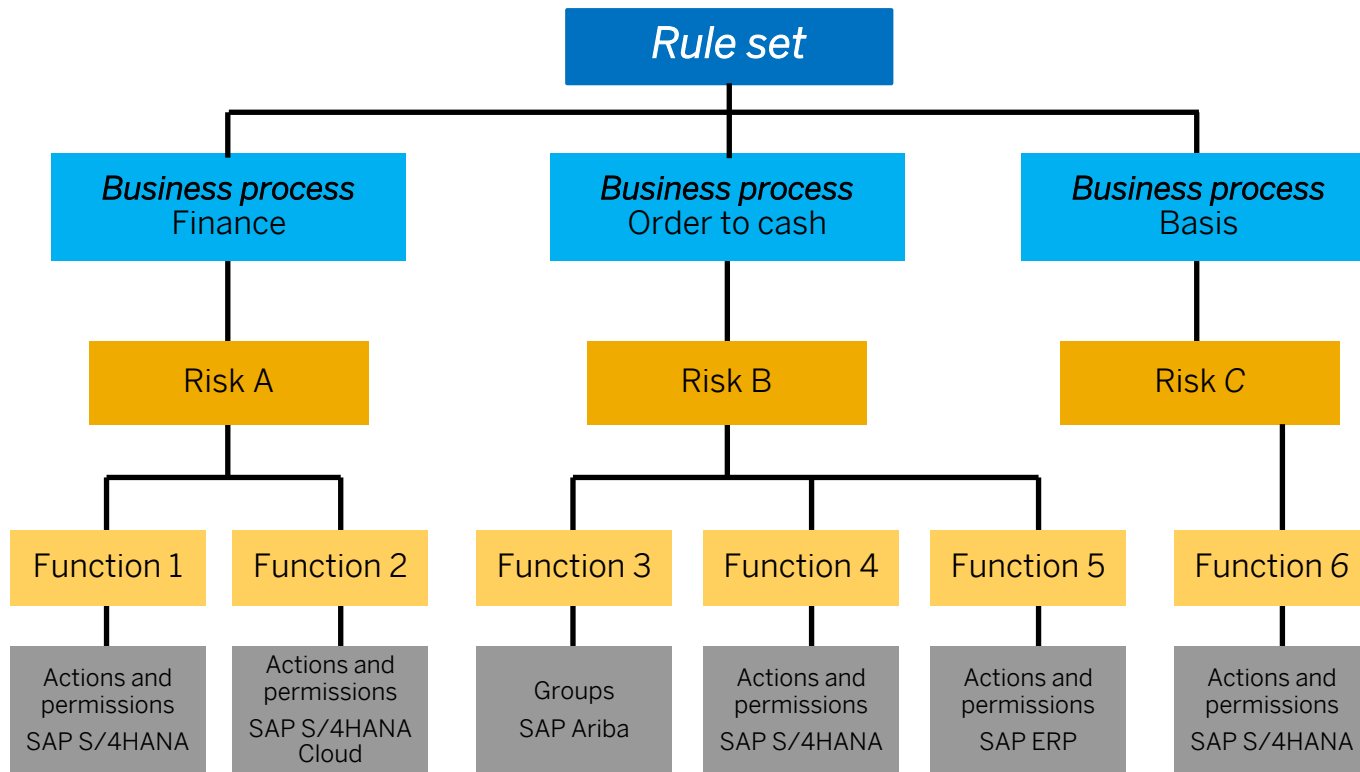 Rule set
Business process
Finance
Business process
Order to cash
Business process
Basis
Risk A
Risk B
Risk C
Function 1
Function 2
Function 3
Function 4
Function 5
Function 6
Actions and
permissions
SAP S/4HANA
Actions and
permissions
SAP S/4HANA
Cloud
Groups
SAP Ariba
Actions and
permissions
SAP S/4HANA
Actions and
permissions
SAP ERP
Actions and
permissions
SAP S/4HANA